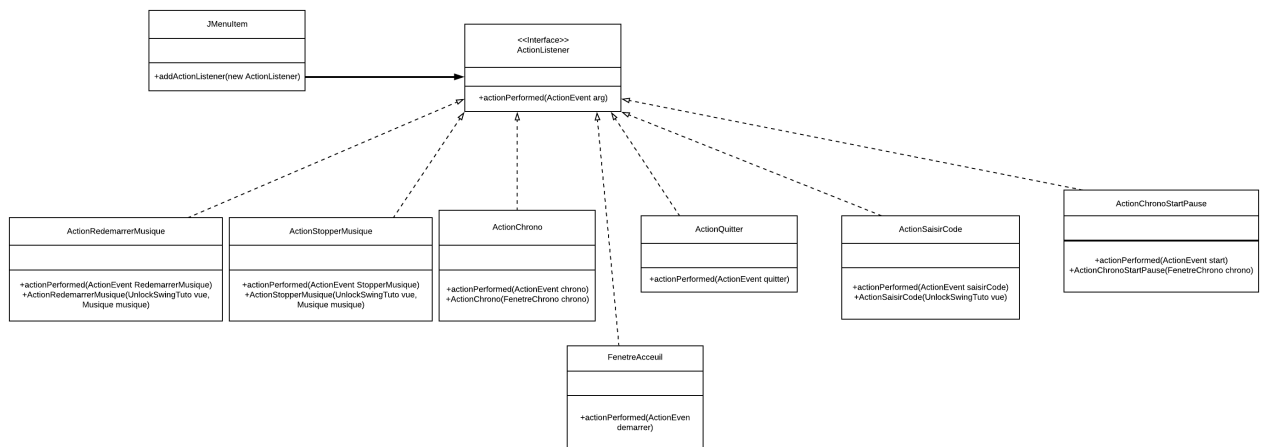 JMenuItem
+addActionListener(new ActionListener)
<<Interface>>
ActionListener
+actionPerformed(ActionEvent arg)
ActionRedemarrerMusique
+actionPerformed(ActionEvent RedemarrerMusique)
+ActionRedemarrerMusique(UnlockSwingTuto vue,
Musique musique)
ActionStopperMusique
+actionPerformed(ActionEvent StopperMusique)
+ActionStopperMusique(UnlockSwingTuto vue,
Musique musique)
ActionChrono
+actionPerformed(ActionEvent chrono)
+ActionChrono(FenetreChrono chrono)
ActionQuitter
+actionPerformed(ActionEvent quitter)
ActionSaisirCode
+actionPerformed(ActionEvent saisirCode)
+ActionSaisirCode(UnlockSwingTuto vue)
ActionChronoStartPause
+actionPerformed(ActionEvent start)
+ActionChronoStartPause(FenetreChrono chrono)
FenetreAcceuil
+actionPerformed(ActionEven
demarrer)